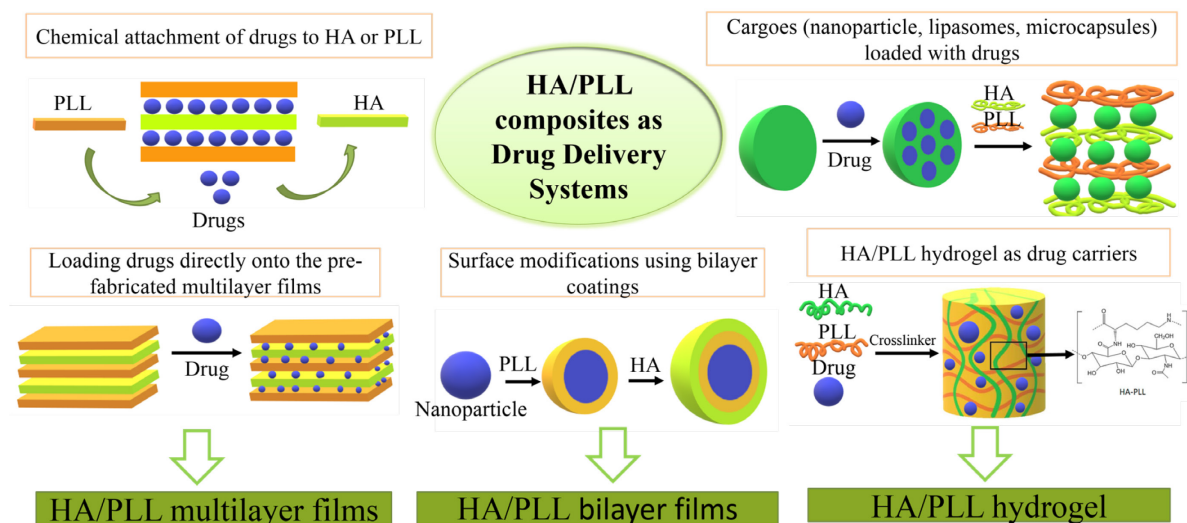 Chemical attachment of drugs to HA or PLL
PLL
HA
Drugs
HA/PLL
composites as
Drug Delivery
Systems
Cargoes (nanoparticle, lipasomes, microcapsules)
loaded with drugs
Drug
HA
PLL
Loading drugs directly onto the pre-
fabricated multilayer films
Drug
Surface modifications using bilayer
coatings
PLL
HA
Nanoparticle
HA/PLL hydrogel as drug carriers
HA
PLL
Drug
Crosslinker
HA-PLL
HA/PLL multilayer films
HA/PLL bilayer films
HA/PLL hydrogel